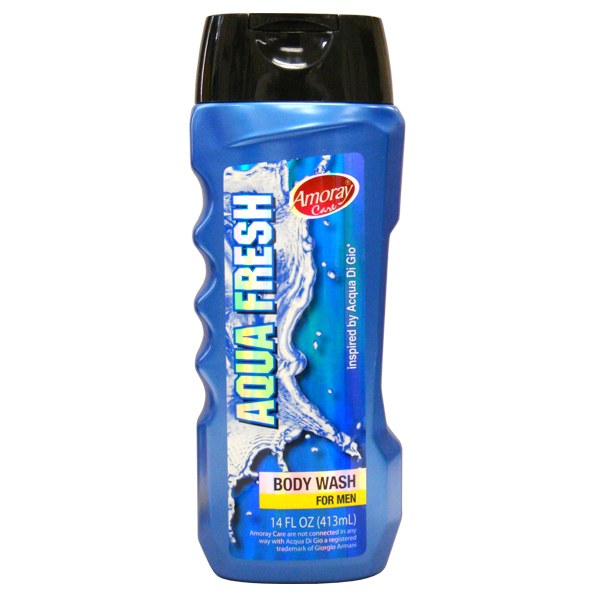 Amoray®
Care
AQUA FRESH
inspired by Acqua Di Gio*
BODY WASH
FOR MEN
14 FL OZ (413mL)
Amoray Care are not connected in any
way with Acqua Di Gio a registered
trademark of Giorgio Armani